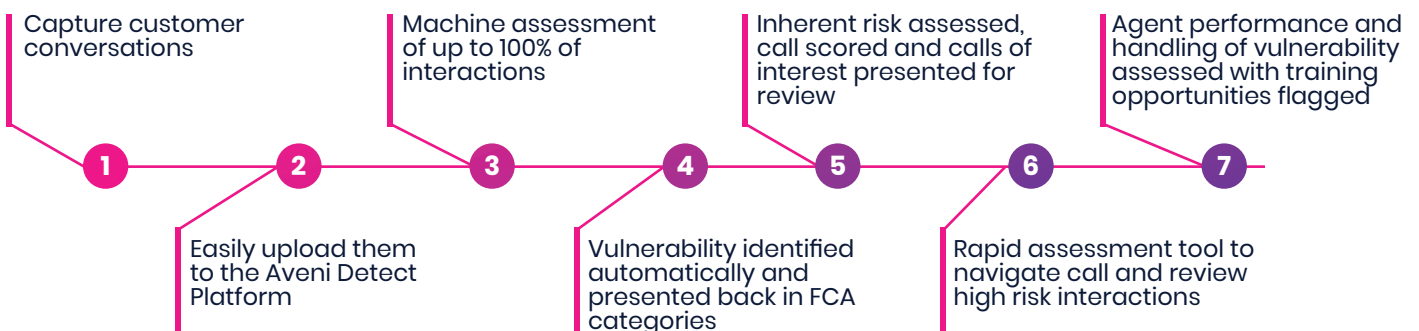 Capture customer
conversations
1
Easily upload them
to the Aveni Detect
Platform
2
Machine assessment
of up to 100% of
interactions
3
Vulnerability identified
automatically and
presented back in FCA
categories
4
Inherent risk assessed,
call scored and calls of
interest presented for
review
5
Rapid assessment tool to
navigate call and review
high risk interactions
6
Agent performance and
handling of vulnerability
assessed with training
opportunities flagged
7